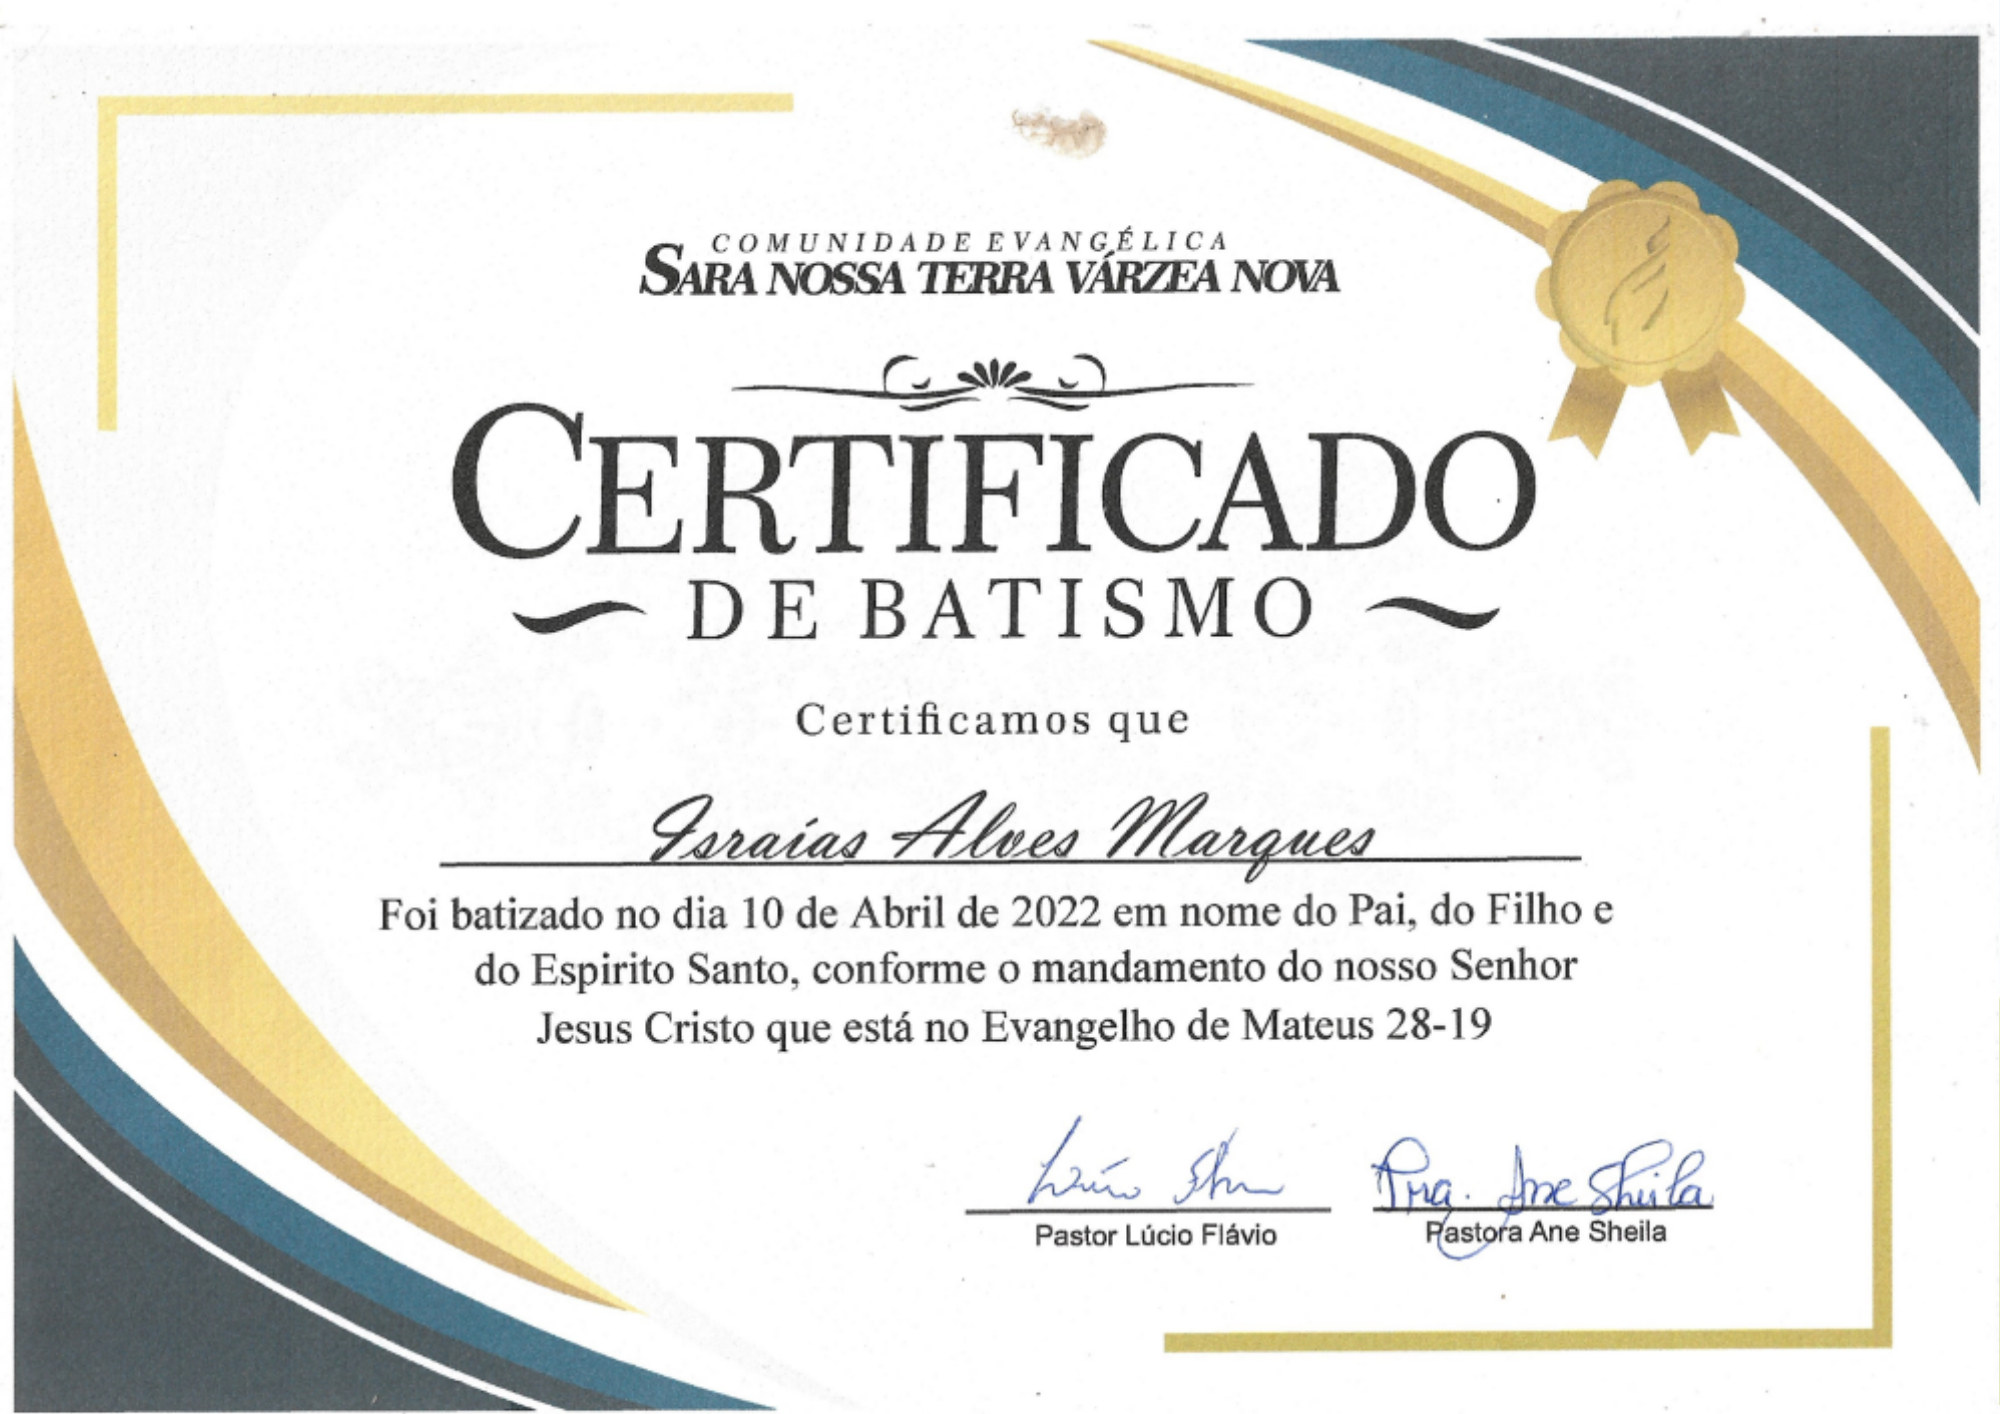 COMUNIDADE EVANGÉLICA
SARA NOSSA TERRA VÁRZEA NOVA
CERTIFICADO
DE BATISMO
Certificamos que
Israías Alves Marques
Foi batizado no dia 10 de Abril de 2022 em nome do Pai, do Filho e
do Espirito Santo, conforme o mandamento do nosso Senhor
Jesus Cristo que está no Evangelho de Mateus 28-19
Lúcio Pra. Ane Sheila
Pastor Lúcio Flávio Pastora Ane Sheila